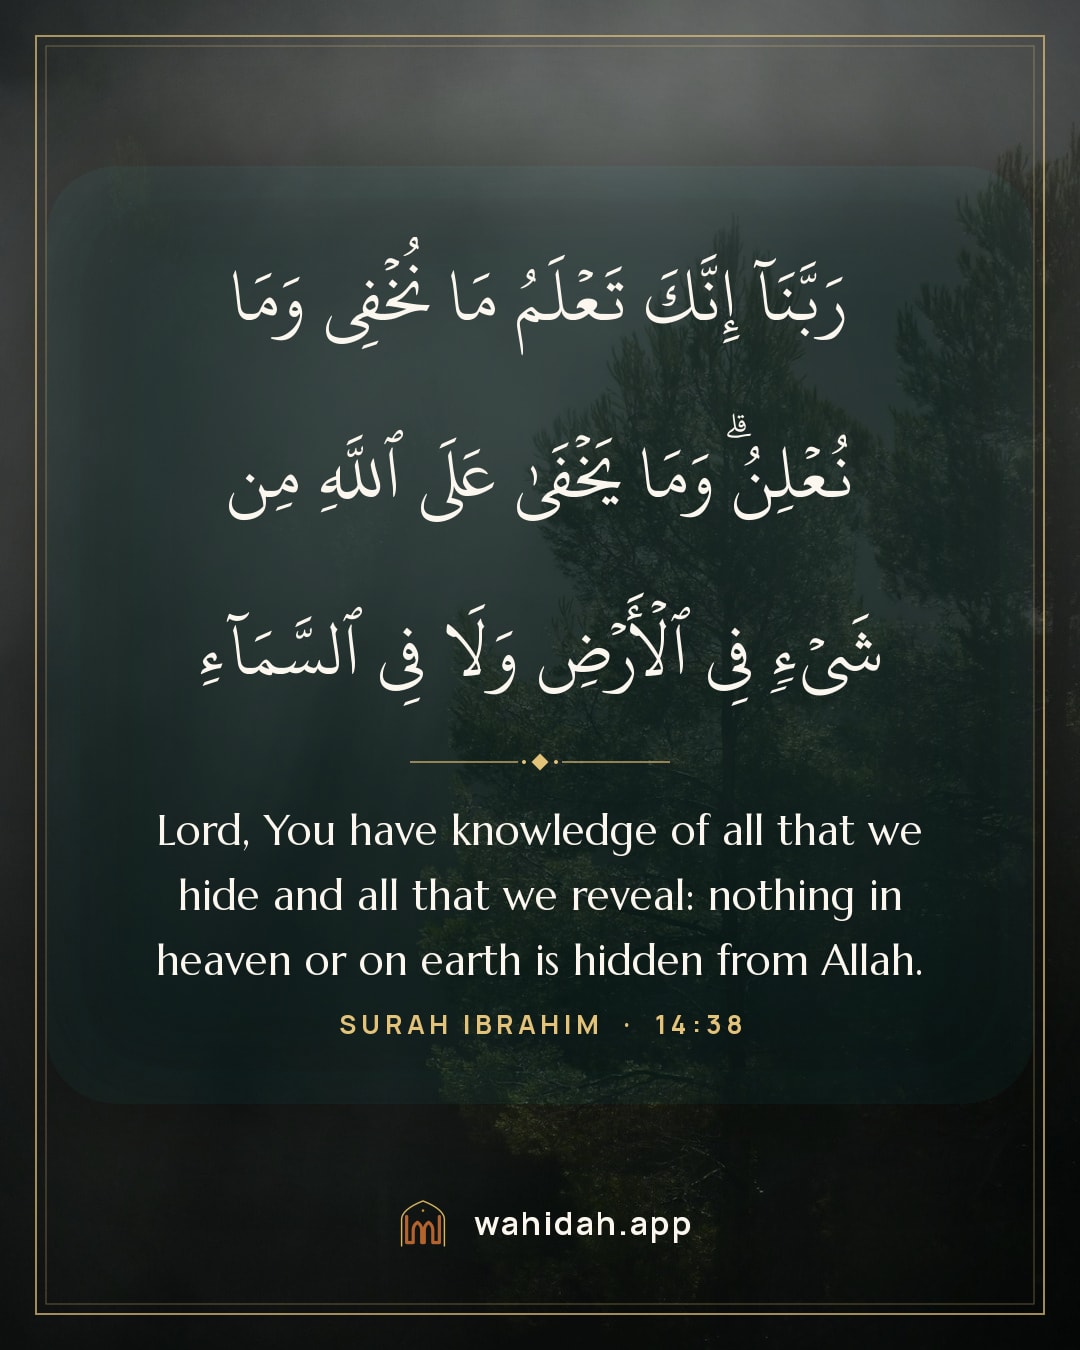 رَبَّنَآ إِنَّكَ تَعۡلَمُ مَا نُخۡفِي وَمَا
نُعۡلِنُۗ وَمَا يَخۡفَىٰ عَلَى ٱللَّهِ مِن
شَيۡءٖ فِي ٱلۡأَرۡضِ وَلَا فِي ٱلسَّمَآءِ
Lord, You have knowledge of all that we
hide and all that we reveal: nothing in
heaven or on earth is hidden from Allah.
SURAH IBRAHIM · 14:38
wahidah.app